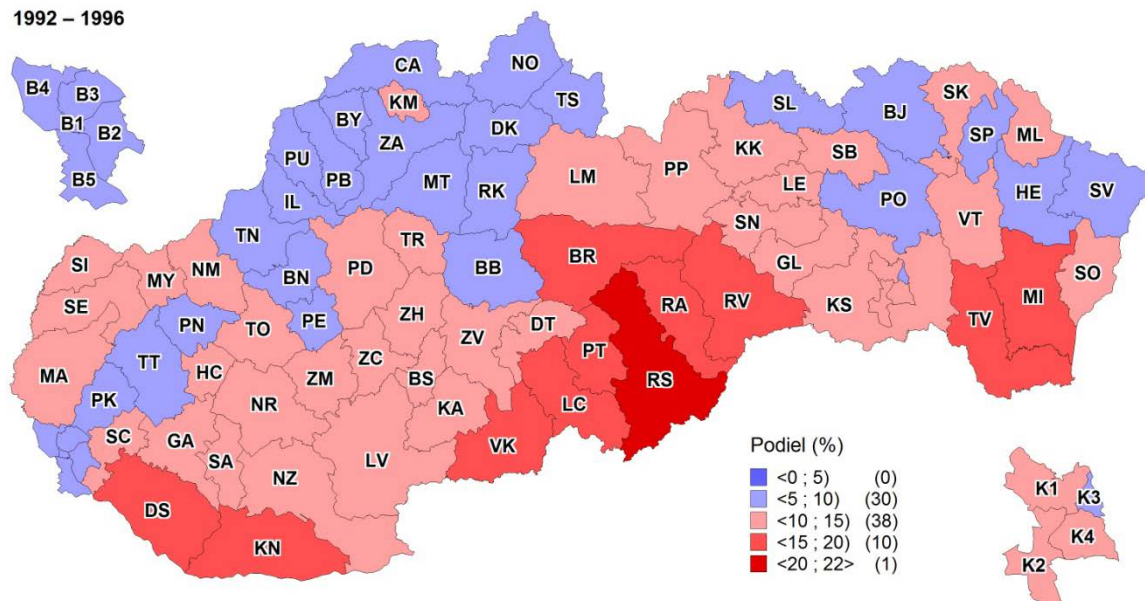 1992 – 1996
B4
B3
B1
B2
B5
CA
NO
KM
TS
BY
DK
ZA
PU
PB
MT
RK
IL
TN
BN
BB
SL
BJ
SK
SP
ML
KK
SB
LM
PP
LE
PO
HE
SV
VT
SN
GL
BR
RA
RV
KS
TV
MI
SO
SI
MY
NM
PD
TR
SE
PN
TO
PE
ZH
DT
ZV
MA
TT
HC
ZM
ZC
BS
PT
RS
PK
NR
KA
LC
SC
GA
SA
NZ
LV
VK
DS
KN
Podiel (%)
<0 ; 5) (0)
<5 ; 10) (30)
<10 ; 15) (38)
<15 ; 20) (10)
<20 ; 22> (1)
K1
K3
K4
K2